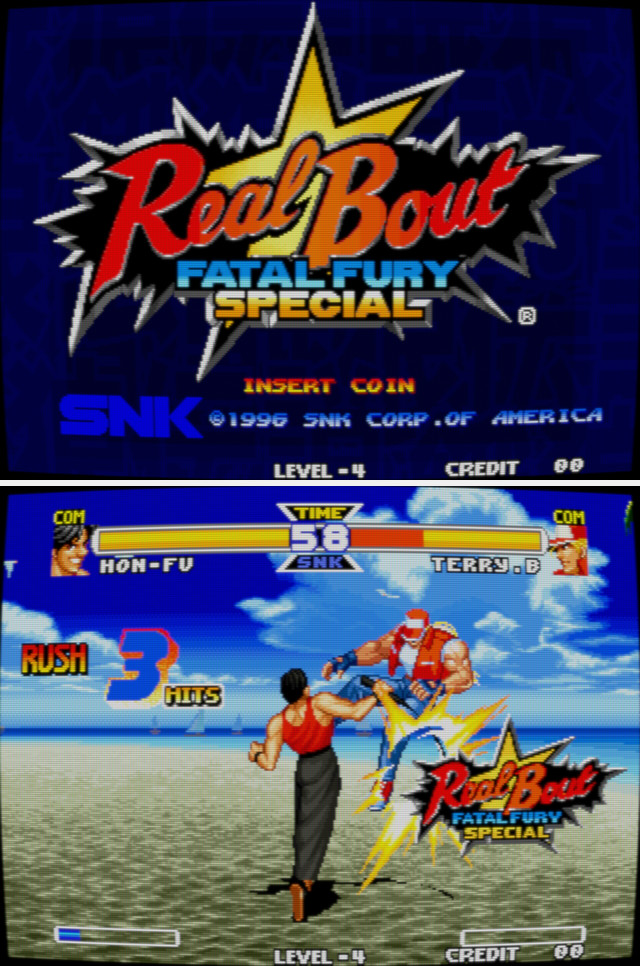 Real Bout
FATAL FURY
SPECIAL
®
INSERT COIN
SNK ©1996 SNK CORP.OF AMERICA
LEVEL-4 CREDIT 00
COM TIME COM
58
HON-FU SNK TERRY.B
RUSH 3 HITS
Real Bout
FATAL FURY
SPECIAL
LEVEL-4 CREDIT 00